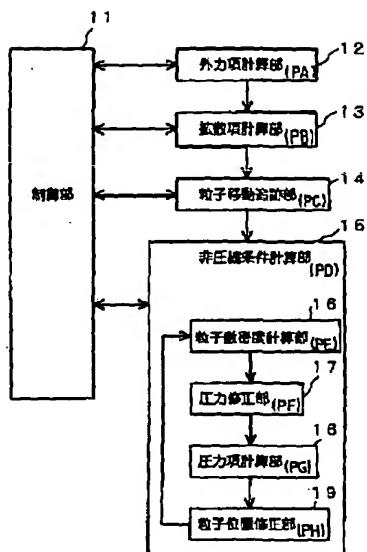 11
12
外力項計算部(PA)
13
拡散項計算部(PB)
14
制御部
粒子移動追跡部(PC)
15
非圧縮条件計算部(PD)
16
粒子数密度計算部(PE)
17
圧力修正部(PF)
18
圧力項計算部(PG)
19
粒子位置修正部(PH)